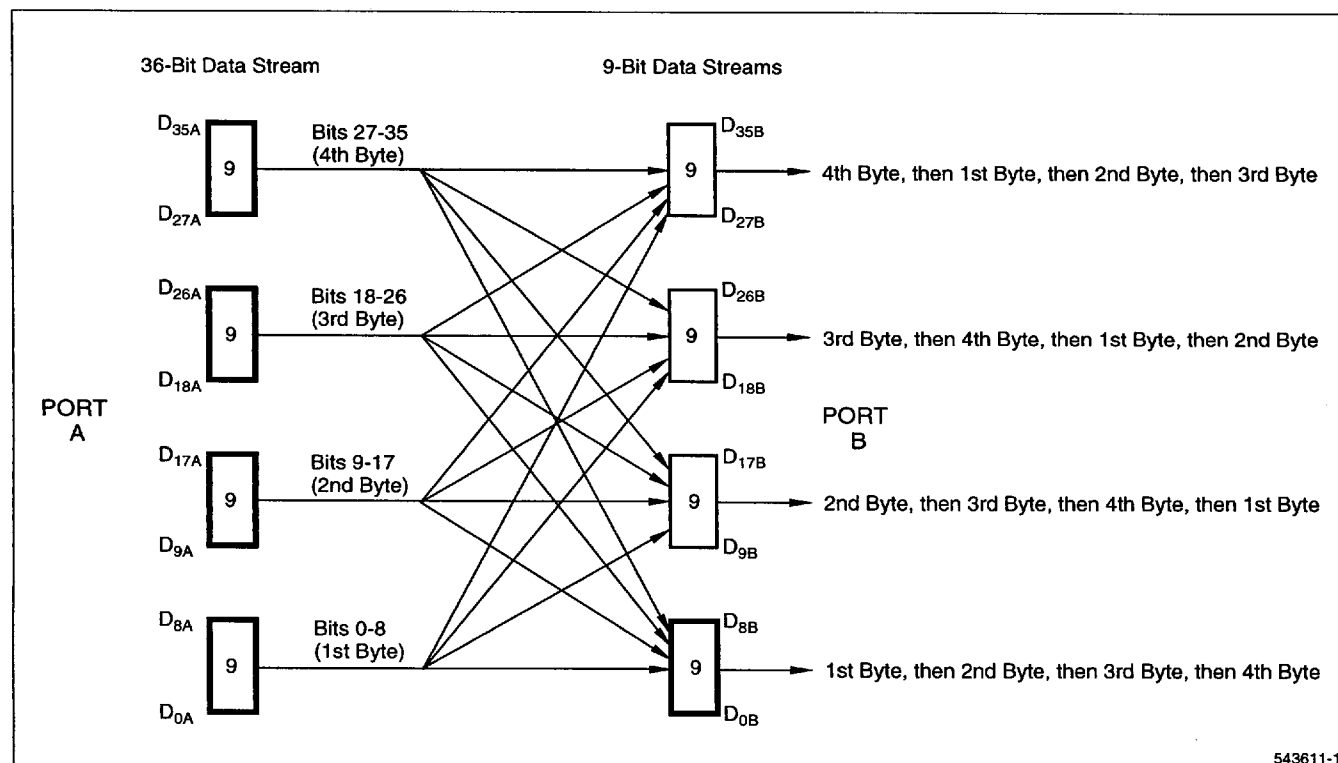 36-Bit Data Stream
9-Bit Data Streams
D35A
9
D27A
Bits 27-35
(4th Byte)
D35B
9
D27B
4th Byte, then 1st Byte, then 2nd Byte, then 3rd Byte
D26A
9
D18A
Bits 18-26
(3rd Byte)
D26B
9
D18B
3rd Byte, then 4th Byte, then 1st Byte, then 2nd Byte
PORT
A
PORT
B
D17A
9
D9A
Bits 9-17
(2nd Byte)
D17B
9
D9B
2nd Byte, then 3rd Byte, then 4th Byte, then 1st Byte
D8A
9
D0A
Bits 0-8
(1st Byte)
D8B
9
D0B
1st Byte, then 2nd Byte, then 3rd Byte, then 4th Byte